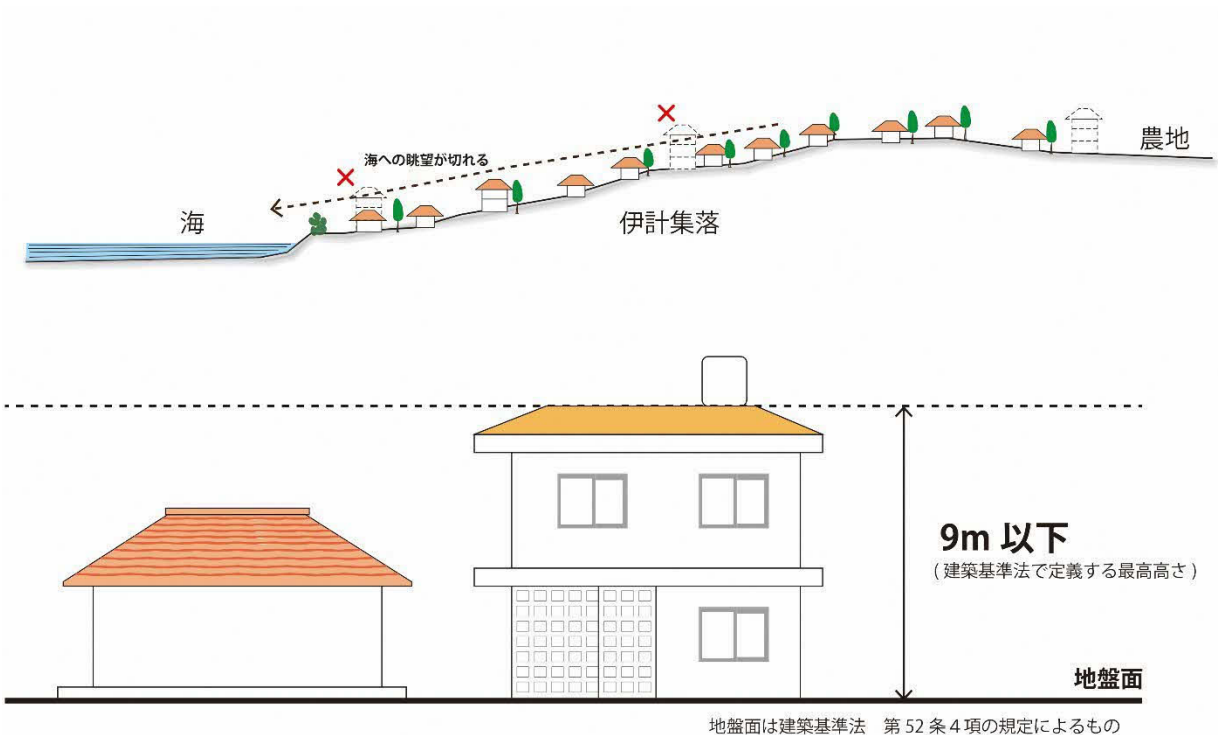 農地
海への眺望が切れる
海
伊計集落
9m 以下
( 建築基準法で定義する最高高さ )
地盤面
地盤面は建築基準法　第 52 条 4 項の規定によるもの